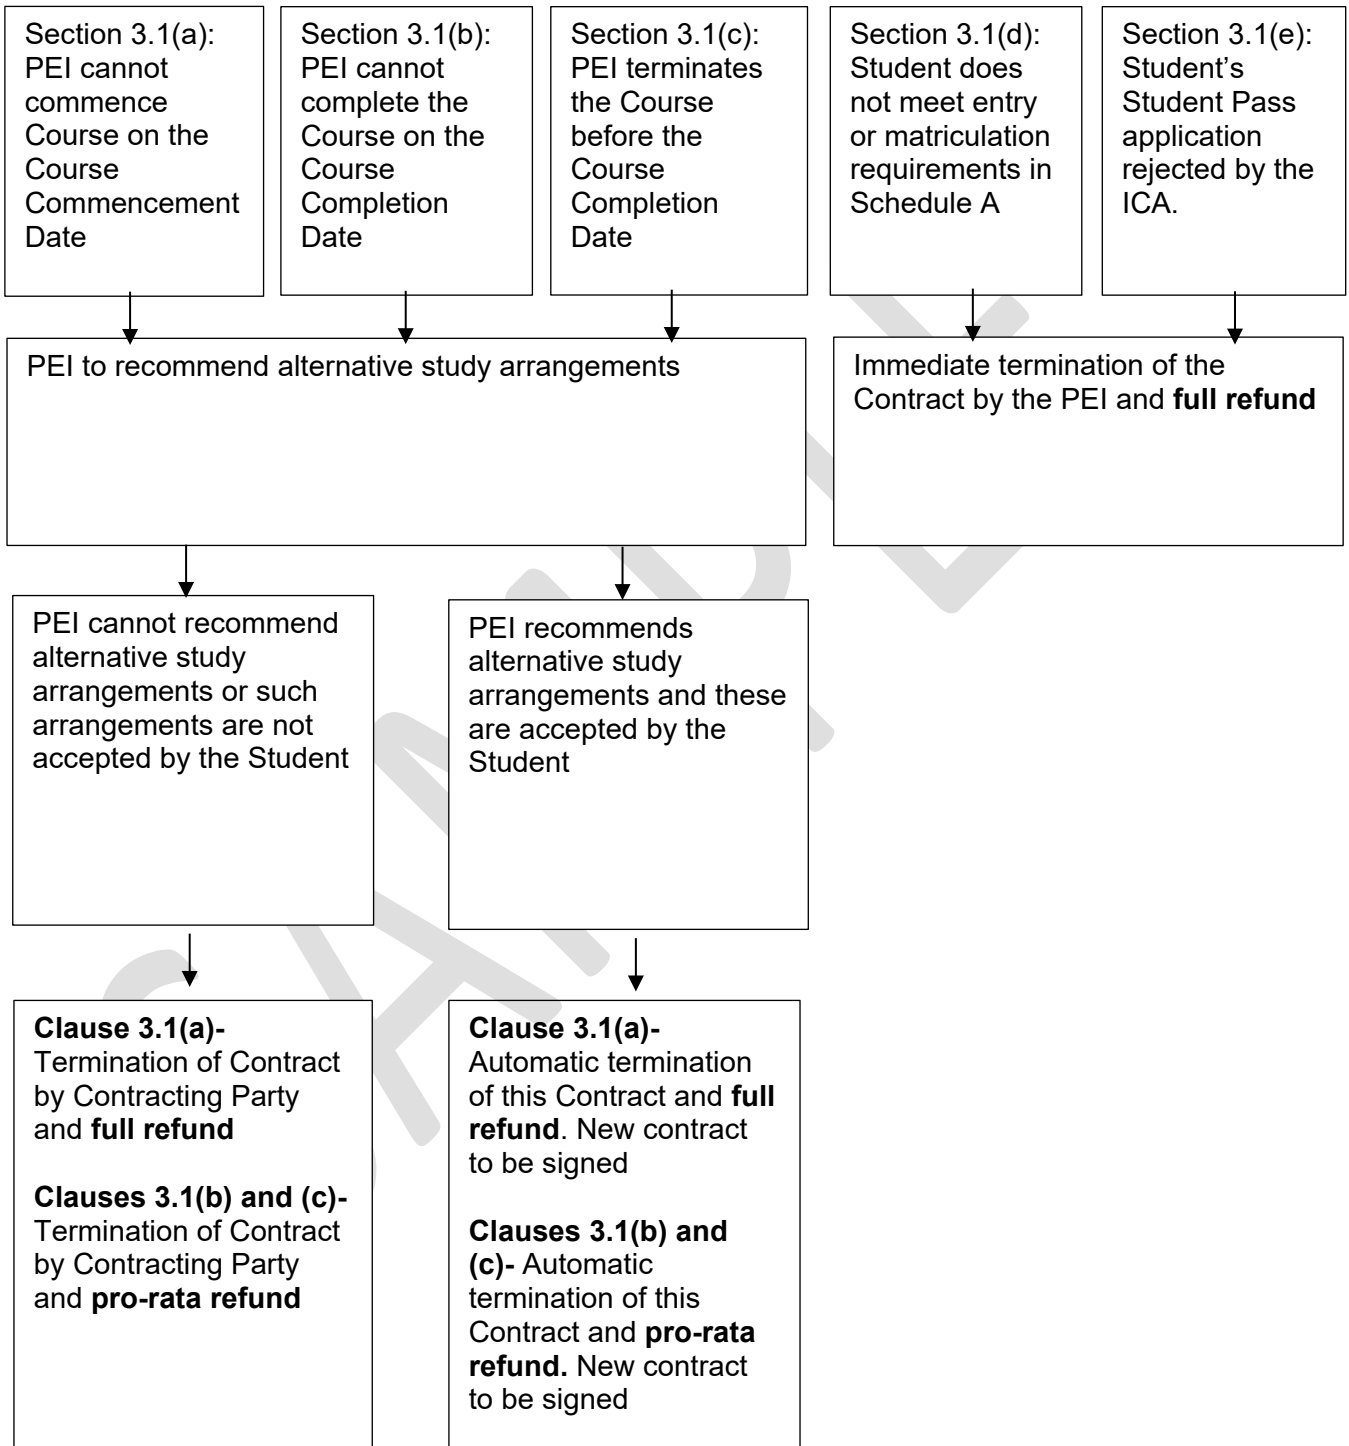 Section 3.1(a):
PEI cannot
commence
Course on the
Course
Commencement
Date
Section 3.1(b):
PEI cannot
complete the
Course on the
Course
Completion
Date
Section 3.1(c):
PEI terminates
the Course
before the
Course
Completion
Date
Section 3.1(d):
Student does
not meet entry
or matriculation
requirements in
Schedule A
Section 3.1(e):
Student’s
Student Pass
application
rejected by the
ICA.
PEI to recommend alternative study arrangements
Immediate termination of the
Contract by the PEI and full refund
PEI cannot recommend
alternative study
arrangements or such
arrangements are not
accepted by the Student
PEI recommends
alternative study
arrangements and these
are accepted by the
Student
Clause 3.1(a)-
Termination of Contract
by Contracting Party
and full refund
Clauses 3.1(b) and (c)-
Termination of Contract
by Contracting Party
and pro-rata refund
Clause 3.1(a)-
Automatic termination
of this Contract and full
refund. New contract
to be signed
Clauses 3.1(b) and
(c)- Automatic
termination of this
Contract and pro-rata
refund. New contract
to be signed
SAMPLE